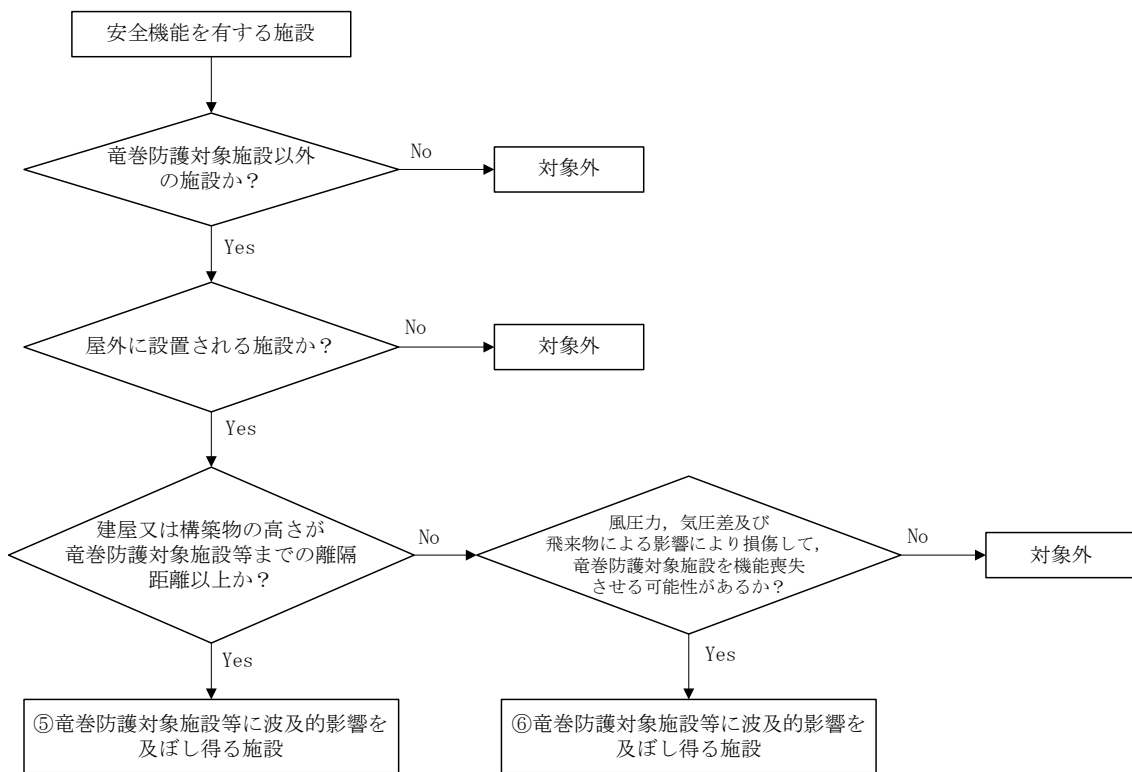 安全機能を有する施設
竜巻防護対象施設以外
の施設か？
No
対象外
Yes
屋外に設置される施設か？
No
対象外
Yes
建屋又は構築物の高さが
竜巻防護対象施設等までの離隔
距離以上か？
No
風圧力，気圧差及び
飛来物による影響により損傷して，
竜巻防護対象施設を機能喪失
させる可能性があるか？
No
対象外
Yes
Yes
⑤竜巻防護対象施設等に波及的影響を
及ぼし得る施設
⑥竜巻防護対象施設等に波及的影響を
及ぼし得る施設